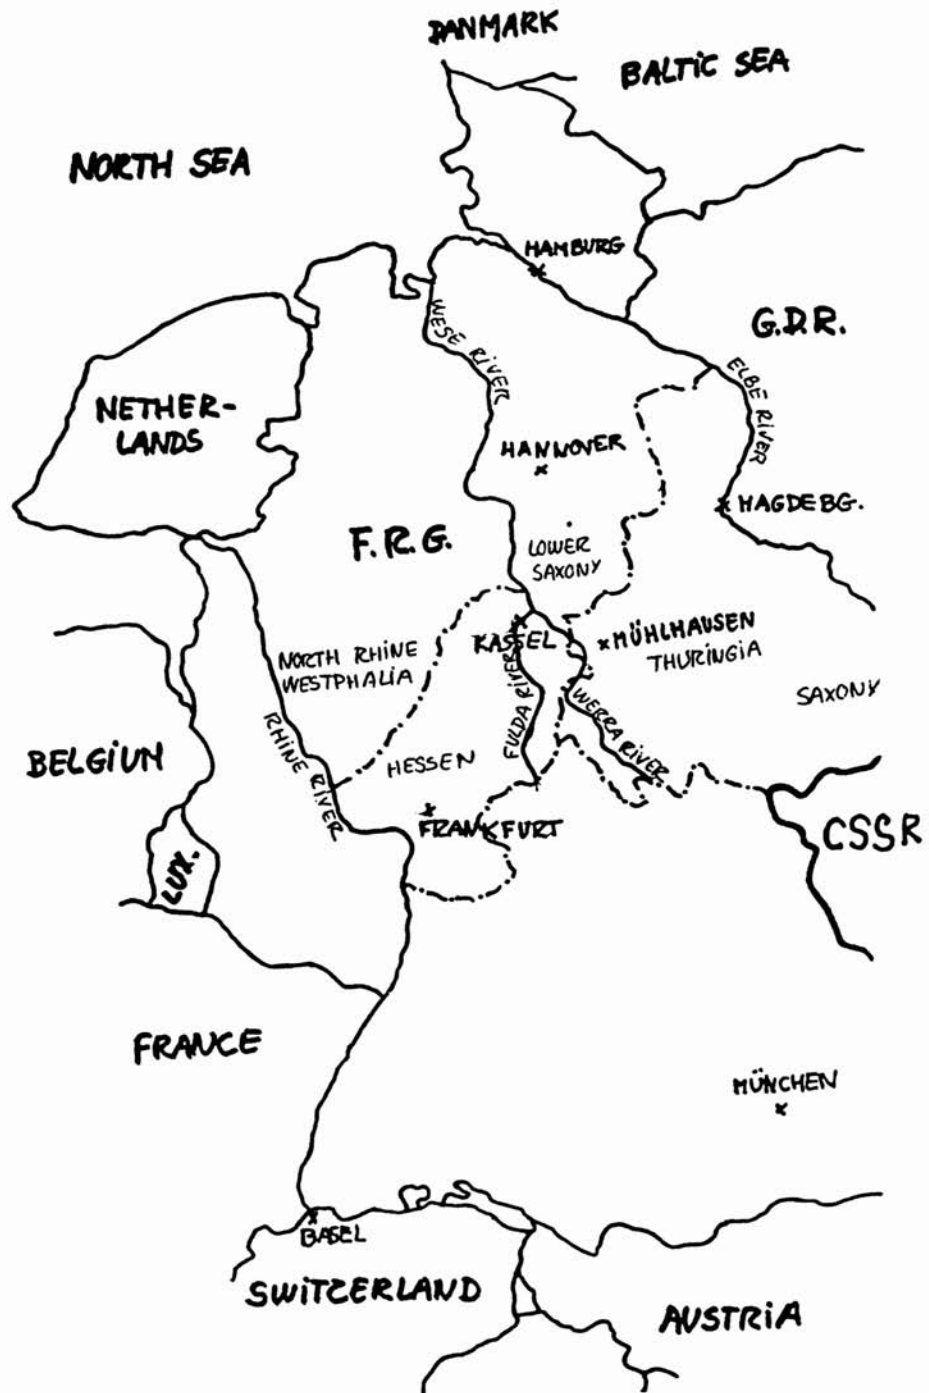 DANMARK
BALTIC SEA
NORTH SEA
HAMBURG
G.D.R.
WESE RIVER
ELBE RIVER
NETHER-
LANDS
HANNOVER
HAGDEBG.
F.R.G.
LOWER
SAXONY
KASSEL
MÜHLHAUSEN
THURINGIA
NORTH RHINE
WESTPHALIA
SAXONY
FULDA RIVER
WERRA RIVER
RHINE RIVER
BELGIUM
HESSEN
FRANKFURT
CSSR
LUX.
FRANCE
MÜNCHEN
BASEL
SWITZERLAND
AUSTRIA